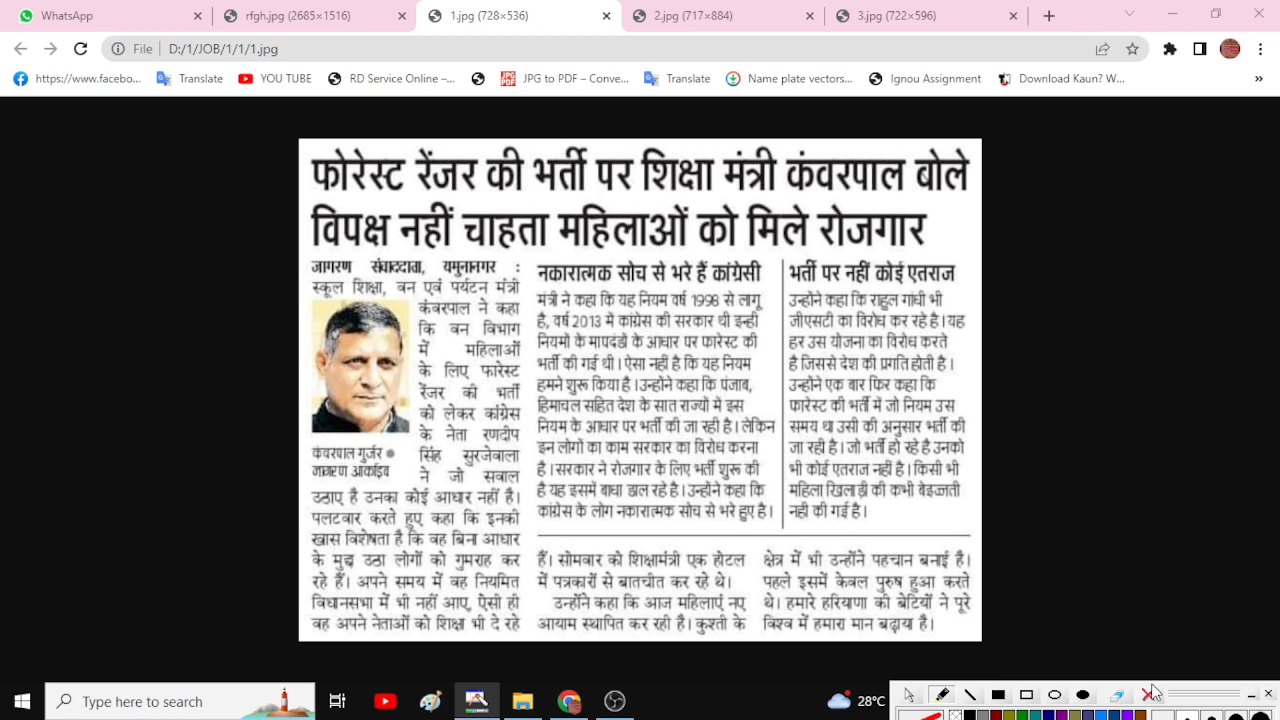 WhatsApp
rfgh.jpg (2685×1516)
1.jpg (728×536)
2.jpg (717×884)
3.jpg (722×596)
File
D:/1/JOB/1/1/1.jpg
https://www.facebo...
Translate
YOU TUBE
RD Service Online –...
JPG to PDF – Conve...
Translate
Name plate vectors...
Ignou Assignment
Download Kaun? W...
»
फोरेस्ट रेंजर की भर्ती पर शिक्षा मंत्री कंवरपाल बोले
विपक्ष नहीं चाहता महिलाओं को मिले रोजगार
जागरण संवाददाता, यमुनानगर :
स्कूल शिक्षा, वन एवं पर्यटन मंत्री
कंवरपाल ने कहा
कि वन विभाग
में महिलाओं
के लिए फारेस्ट
रेंजर की भर्ती
को लेकर कांग्रेस
के नेता रणदीप
सिंह सुरजेवाला
ने जो सवाल
कंवरपाल गुर्जर ●
जागरण आर्काइव
उठाए है उनका कोई आधार नहीं है।
पलटवार करते हुए कहा कि इनकी
खास विशेषता है कि वह बिना आधार
के मुद्दा उठा लोगों को गुमराह कर
रहे हैं। अपने समय में वह नियमित
विधानसभा में भी नहीं आए, ऐसी ही
वह अपने नेताओं को शिक्षा भी दे रहे
नकारात्मक सोच से भरे हैं कांग्रेसी
मंत्री ने कहा कि यह नियम वर्ष 1998 से लागू
है, वर्ष 2013 में कांग्रेस की सरकार थी इन्ही
नियमों के मापदंडों के आधार पर फारेस्ट की
भर्ती की गई थी। ऐसा नहीं है कि यह नियम
हमने शुरू किया है। उन्होंने कहा कि पंजाब,
हिमाचल सहित देश के सात राज्यों में इस
नियम के आधार पर भर्ती की जा रही है। लेकिन
इन लोगों का काम सरकार का विरोध करना
है। सरकार ने रोजगार के लिए भर्ती शुरू की
है यह इसमें बाधा डाल रहे है। उन्होंने कहा कि
कांग्रेस के लोग नकारात्मक सोच से भरे हुए है।
भर्ती पर नहीं कोई एतराज
उन्होंने कहा कि राहुल गांधी भी
जीएसटी का विरोध कर रहे है। यह
हर उस योजना का विरोध करते
है जिससे देश की प्रगति होती है।
उन्होंने एक बार फिर कहा कि
फारेस्ट की भर्ती में जो नियम उस
समय था उसी की अनुसार भर्ती की
जा रही है। जो भर्ती हो रहे है उनको
भी कोई एतराज नहीं है। किसी भी
महिला खिलाड़ी की कभी बेइज्जती
नही की गई है।
हैं। सोमवार को शिक्षामंत्री एक होटल
में पत्रकारों से बातचीत कर रहे थे।
उन्होंने कहा कि आज महिलाएं नए
आयाम स्थापित कर रही है। कुश्ती के
क्षेत्र में भी उन्होंने पहचान बनाई है।
पहले इसमें केवल पुरुष हुआ करते
थे। हमारे हरियाणा की बेटियों ने पूरे
विश्व में हमारा मान बढ़ाया है।
Type here to search
28°C